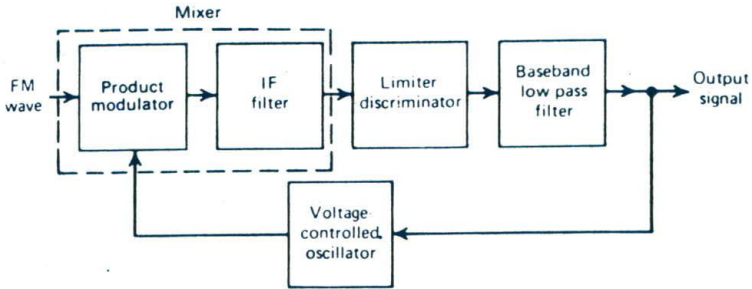 Mixer
FM
wave
Product
modulator
IF
filter
Limiter
discriminator
Baseband
low pass
filter
Output
signal
Voltage-
controlled
oscillator